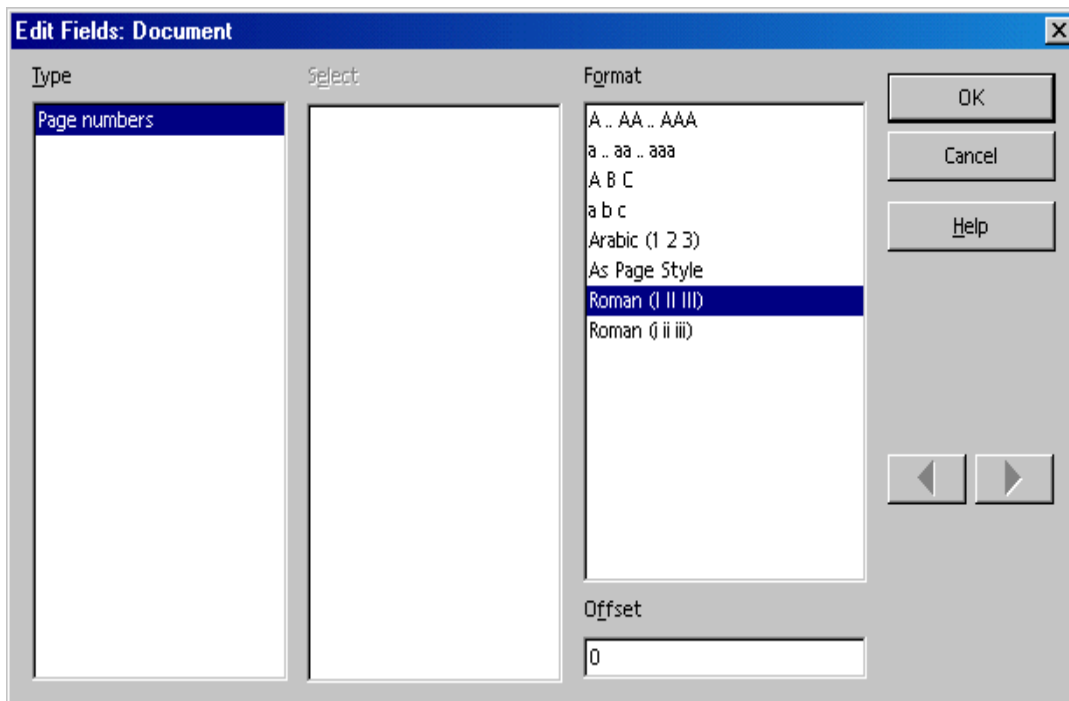 Edit Fields: Document
Type
Select
Format
Page numbers
A .. AA .. AAA
a .. aa .. aaa
A B C
a b c
Arabic (1 2 3)
As Page Style
Roman (I II III)
Roman (i ii iii)
Offset
0
OK
Cancel
Help